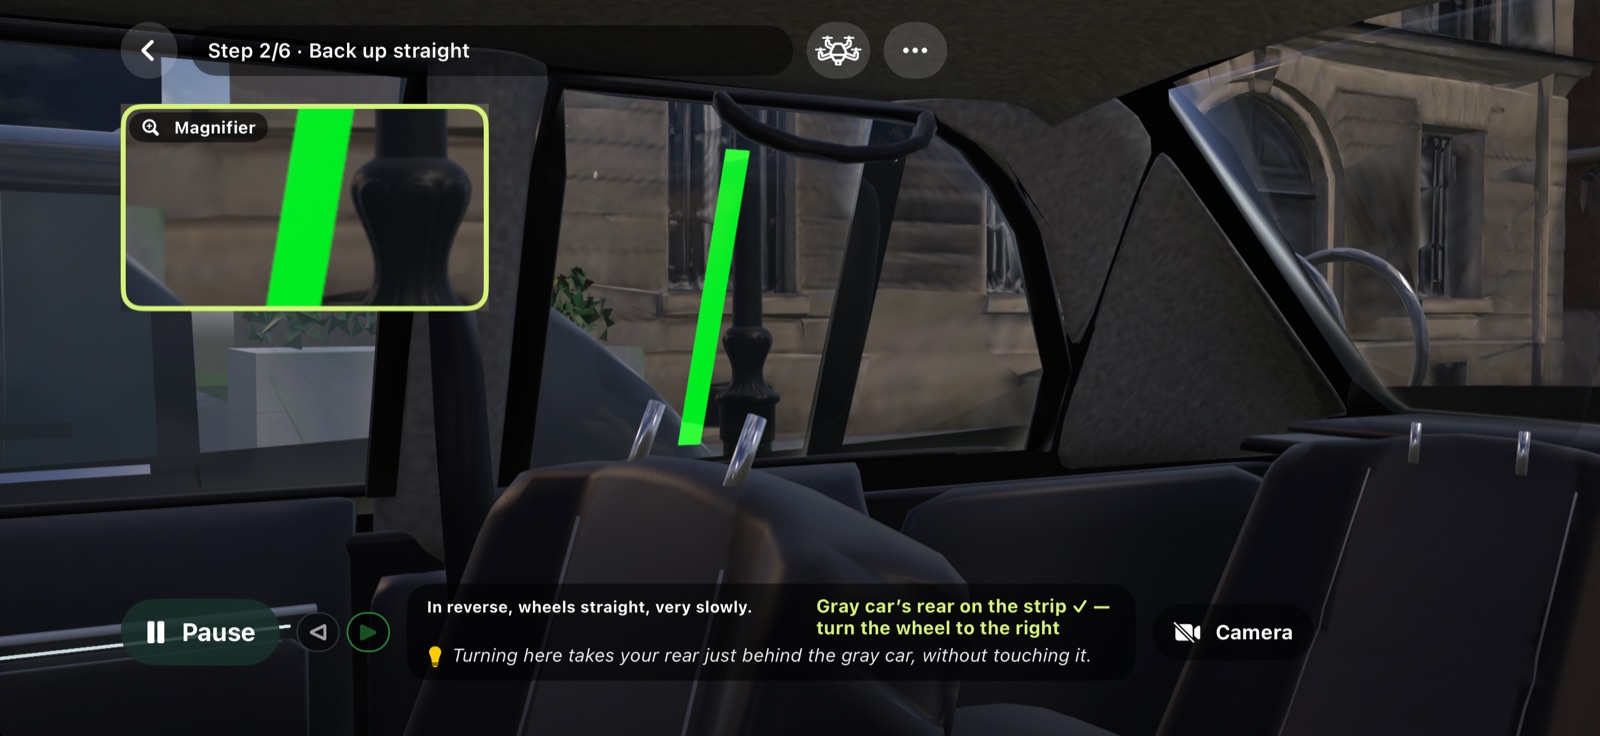 Step 2/6 · Back up straight
Magnifier
Pause
In reverse, wheels straight, very slowly.
Gray car’s rear on the strip ✓ —
turn the wheel to the right
💡 Turning here takes your rear just behind the gray car, without touching it.
Camera